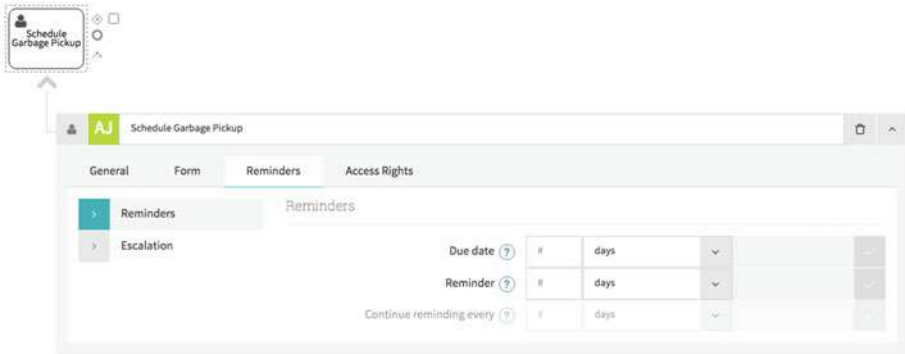 Schedule
Garbage Pickup
AJ Schedule Garbage Pickup
General Form Reminders Access Rights
Reminders Reminders
Escalation
Due date ? # days
Reminder ? # days
Continue reminding every ? # days